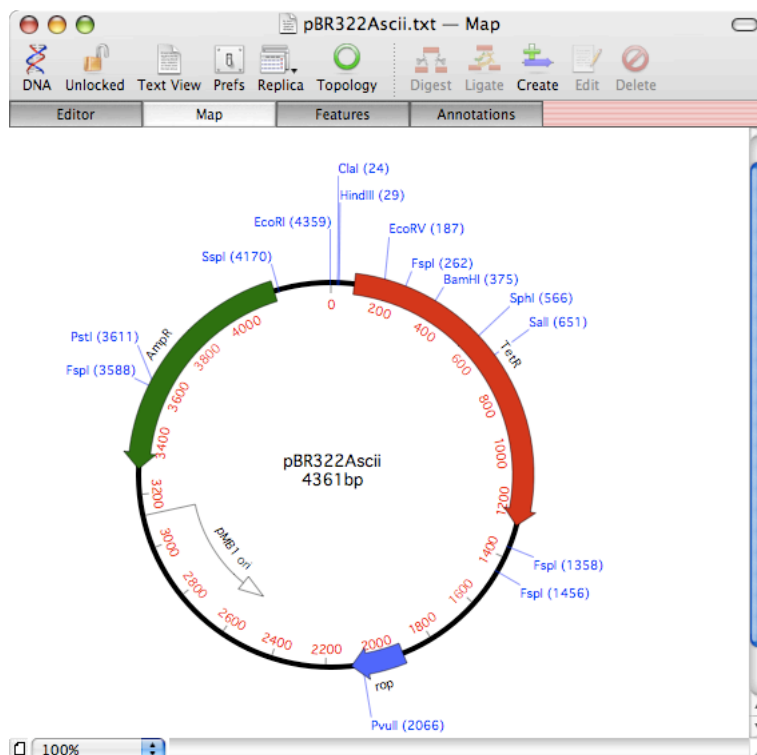 pBR322Ascii.txt — Map
DNA Unlocked Text View Prefs Replica Topology Digest Ligate Create Edit Delete
Editor Map Features Annotations
ClaI (24)
HindIII (29)
EcoRI (4359)
EcoRV (187)
SspI (4170)
FspI (262)
BamHI (375)
SphI (566)
SalI (651)
PstI (3611)
FspI (3588)
AmpR
TetR
0
200
400
600
800
1000
1200
1400
1600
1800
2000
2200
2400
2600
2800
3000
3200
3400
3600
3800
4000
pBR322Ascii
4361bp
pMB1 ori
FspI (1358)
FspI (1456)
rop
PvuII (2066)
100%